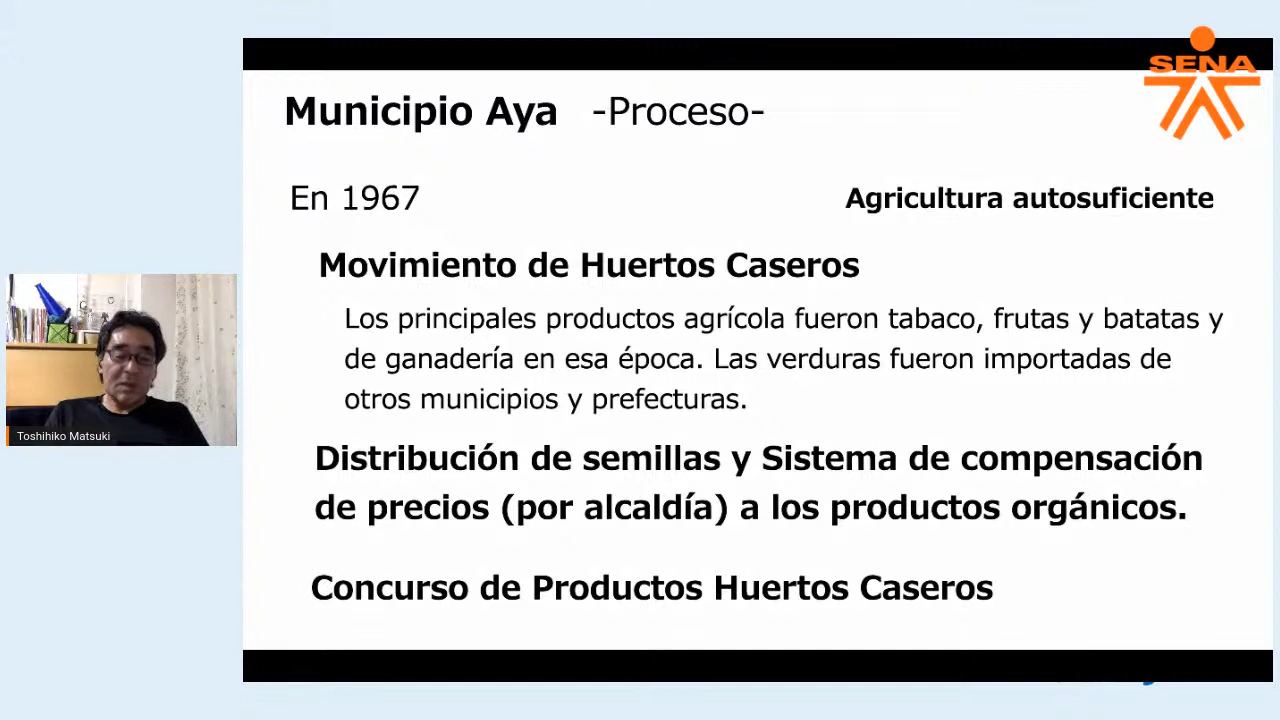 SENA
Municipio Aya -Proceso-
En 1967
Agricultura autosuficiente
Movimiento de Huertos Caseros
Los principales productos agrícola fueron tabaco, frutas y batatas y
de ganadería en esa época. Las verduras fueron importadas de
otros municipios y prefecturas.
Toshihiko Matsuki
Distribución de semillas y Sistema de compensación
de precios (por alcaldía) a los productos orgánicos.
Concurso de Productos Huertos Caseros